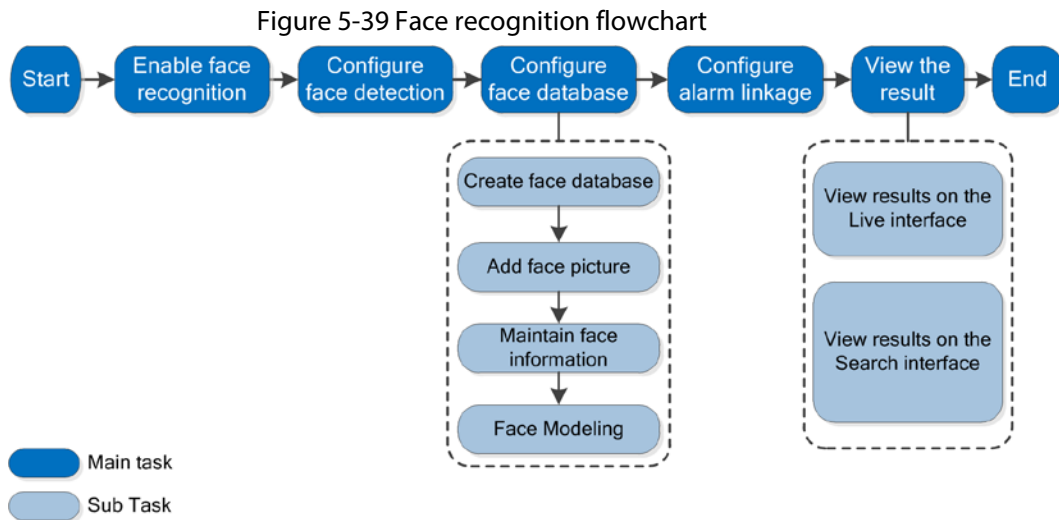 Figure 5-39 Face recognition flowchart
Start
Enable face
recognition
Configure
face detection
Configure
face database
Configure
alarm linkage
View the
result
End
Create face database
Add face picture
Maintain face
information
Face Modeling
View results on the
Live interface
View results on the
Search interface
Main task
Sub Task